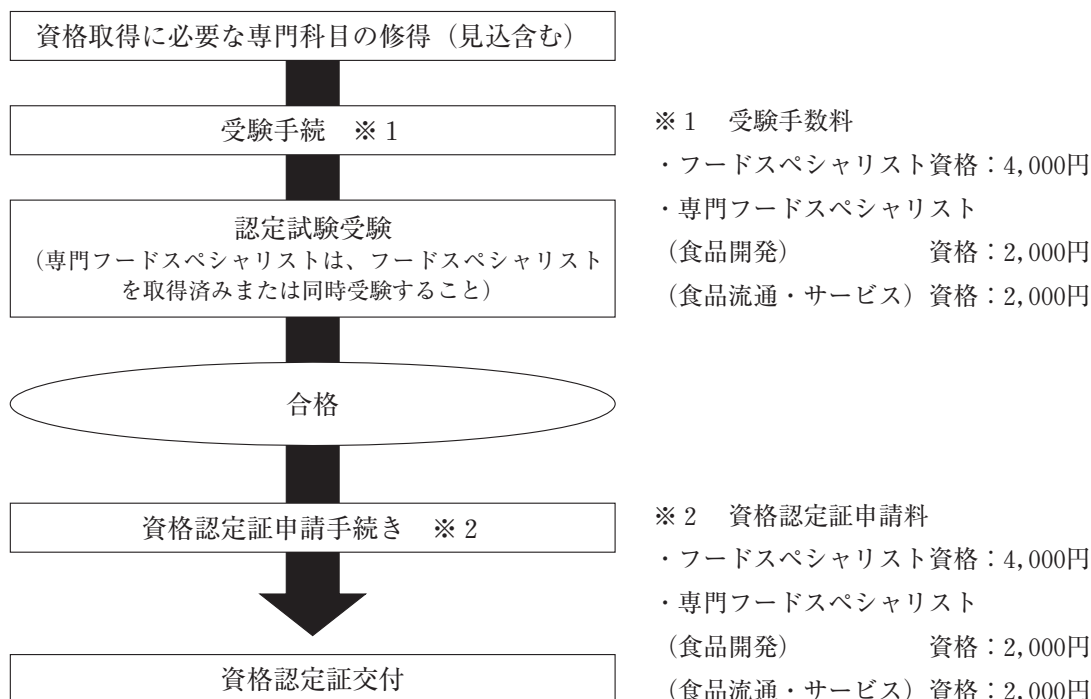 資格取得に必要な専門科目の修得（見込含む）
受験手続　※１
※１　受験手数料
・フードスペシャリスト資格：4,000円
・専門フードスペシャリスト
（食品開発）　　　　　資格：2,000円
（食品流通・サービス）資格：2,000円
認定試験受験
（専門フードスペシャリストは、フードスペシャリスト
を取得済みまたは同時受験すること）
合格
資格認定証申請手続き　※２
※２　資格認定証申請料
・フードスペシャリスト資格：4,000円
・専門フードスペシャリスト
（食品開発）　　　　　資格：2,000円
（食品流通・サービス）資格：2,000円
資格認定証交付